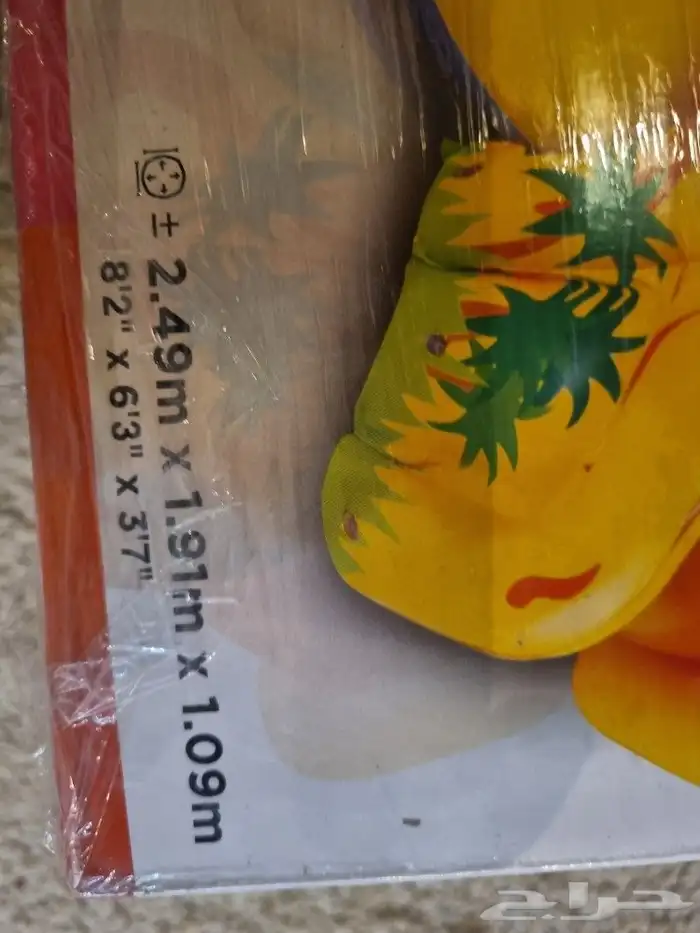 ± 2.49m x 1.91m x 1.09m
8'2" x 6'3" x 3'7"
حراج